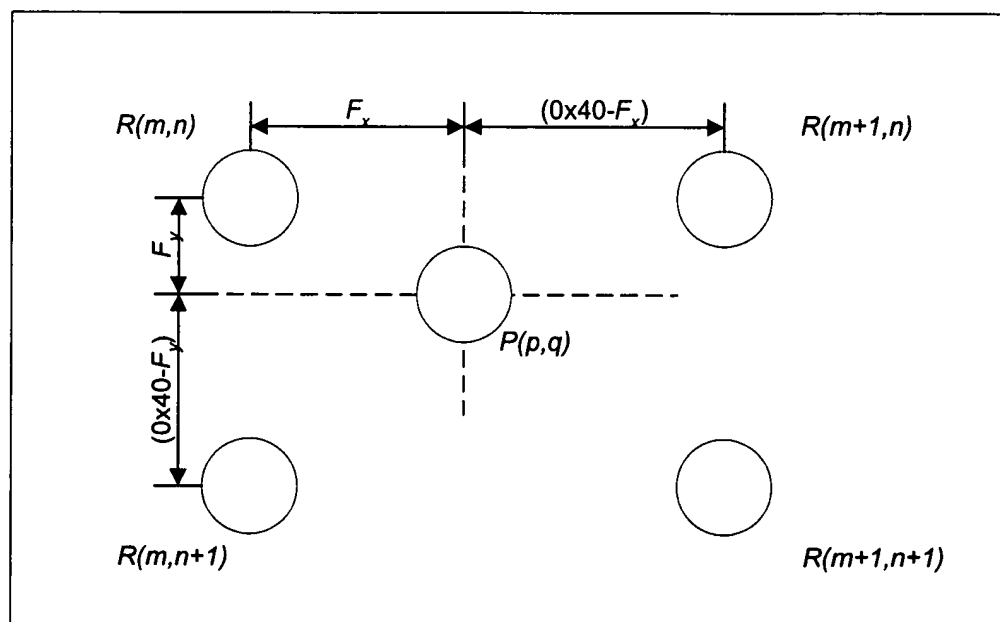 R(m,n)
F_x
(0x40-F_x)
R(m+1,n)
F_y
P(p,q)
(0x40-F_y)
R(m,n+1)
R(m+1,n+1)